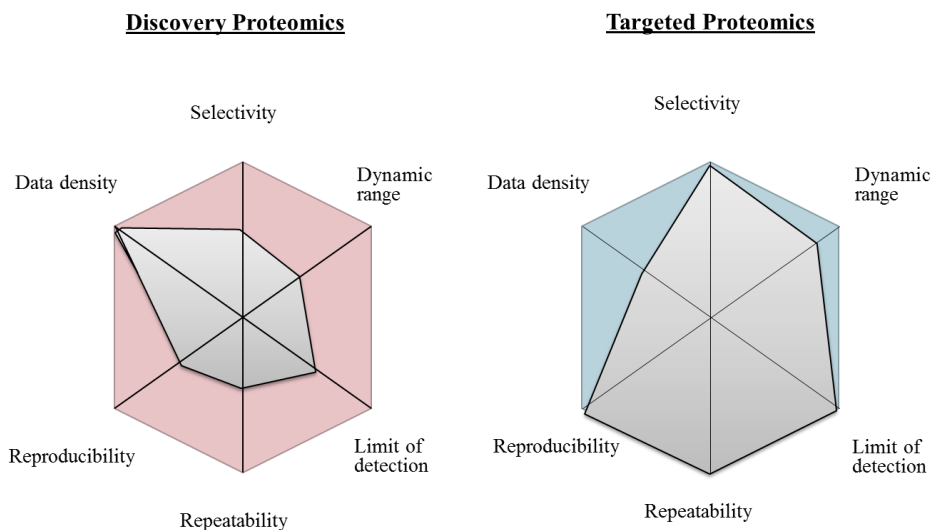 Discovery Proteomics
Selectivity
Data density
Dynamic
range
Reproducibility
Limit of
detection
Repeatability
Targeted Proteomics
Selectivity
Data density
Dynamic
range
Reproducibility
Limit of
detection
Repeatability